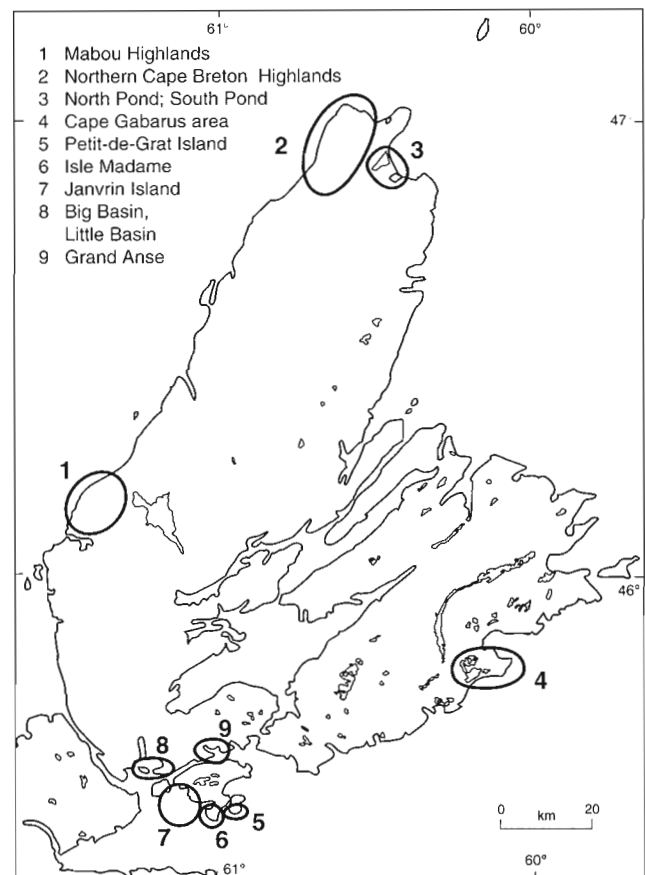 61°
60°
1 Mabou Highlands
2 Northern Cape Breton Highlands
3 North Pond; South Pond
4 Cape Gabarus area
5 Petit-de-Grat Island
6 Isle Madame
7 Janvrin Island
8 Big Basin,
Little Basin
9 Grand Anse
47
2
3
1
46°
4
9
8
7
6
5
0 20
km
61°
60°